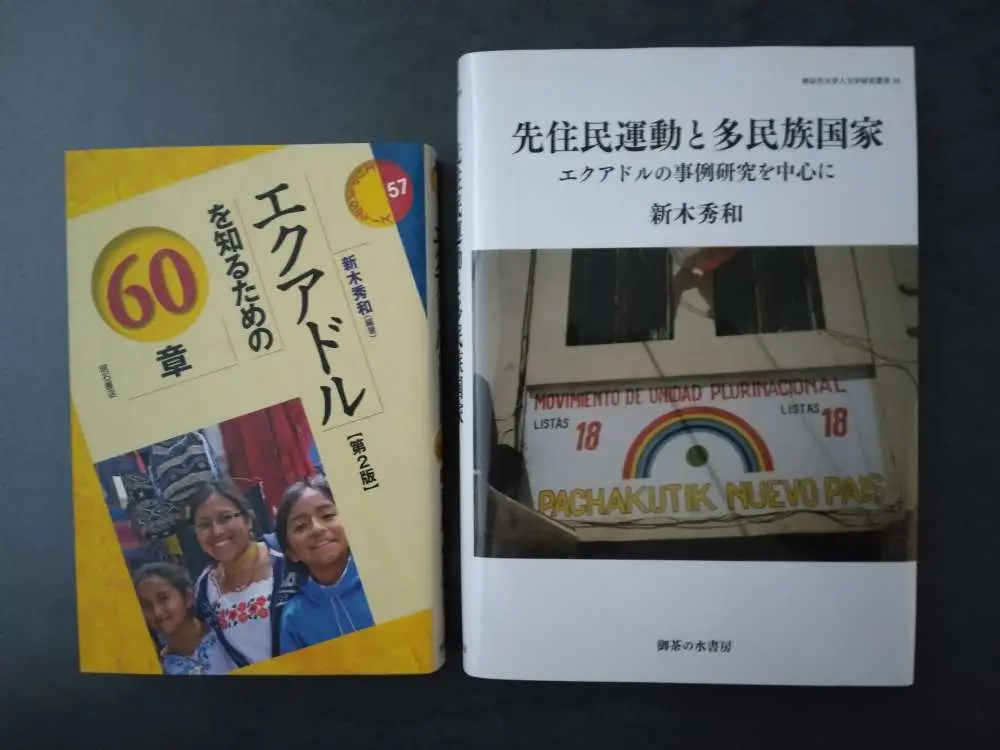 エクアドル
を知るための
60
章
【第2版】
新木秀和
(編著)
明石書店
57
先住民運動と多民族国家
エクアドルの事例研究を中心に
新木秀和
MOVIMIENTO DE UNIDAD PLURINACIONAL
LISTAS 18
LISTAS 18
PACHAKUTIK NUEVO PAIS
御茶の水書房